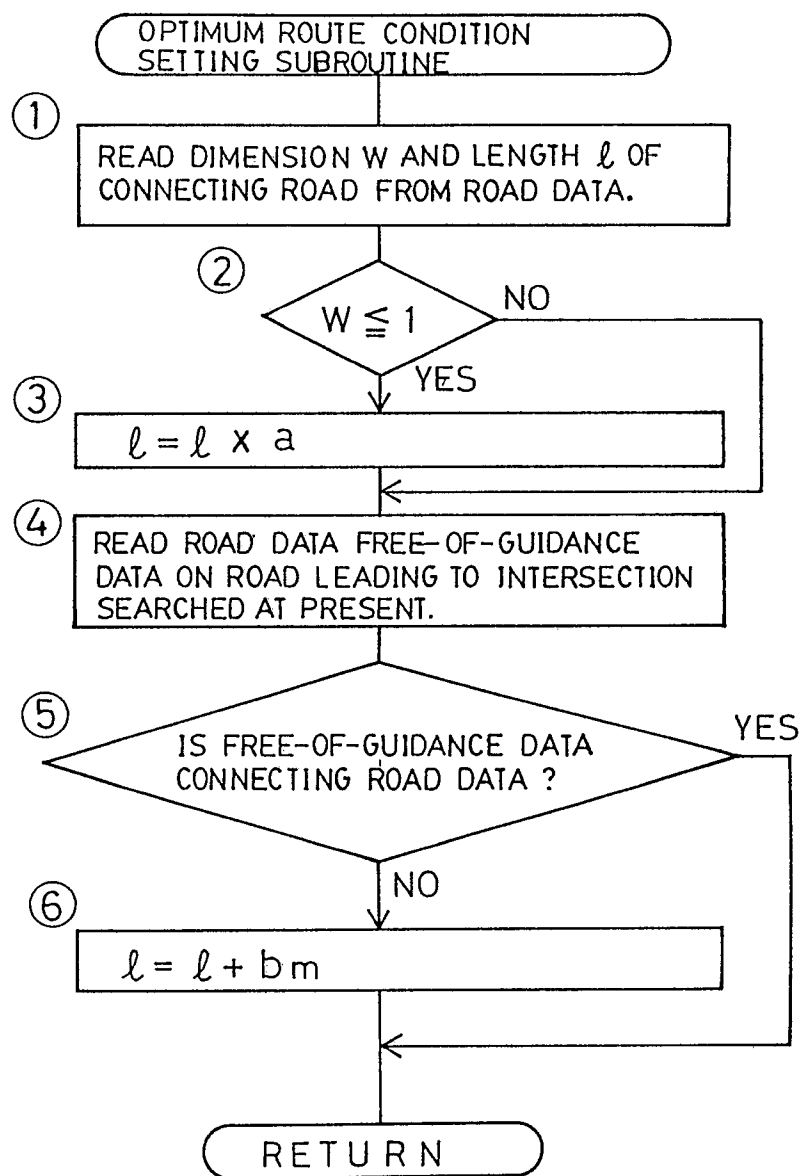 OPTIMUM ROUTE CONDITION
SETTING SUBROUTINE
①
READ DIMENSION W AND LENGTH ℓ OF
CONNECTING ROAD FROM ROAD DATA.
②
W ≦ 1
NO
YES
③
ℓ = ℓ x a
④
READ ROAD DATA FREE-OF-GUIDANCE
DATA ON ROAD LEADING TO INTERSECTION
SEARCHED AT PRESENT.
⑤
YES
IS FREE-OF-GUIDANCE DATA
CONNECTING ROAD DATA ?
NO
⑥
ℓ = ℓ + bm
RETURN